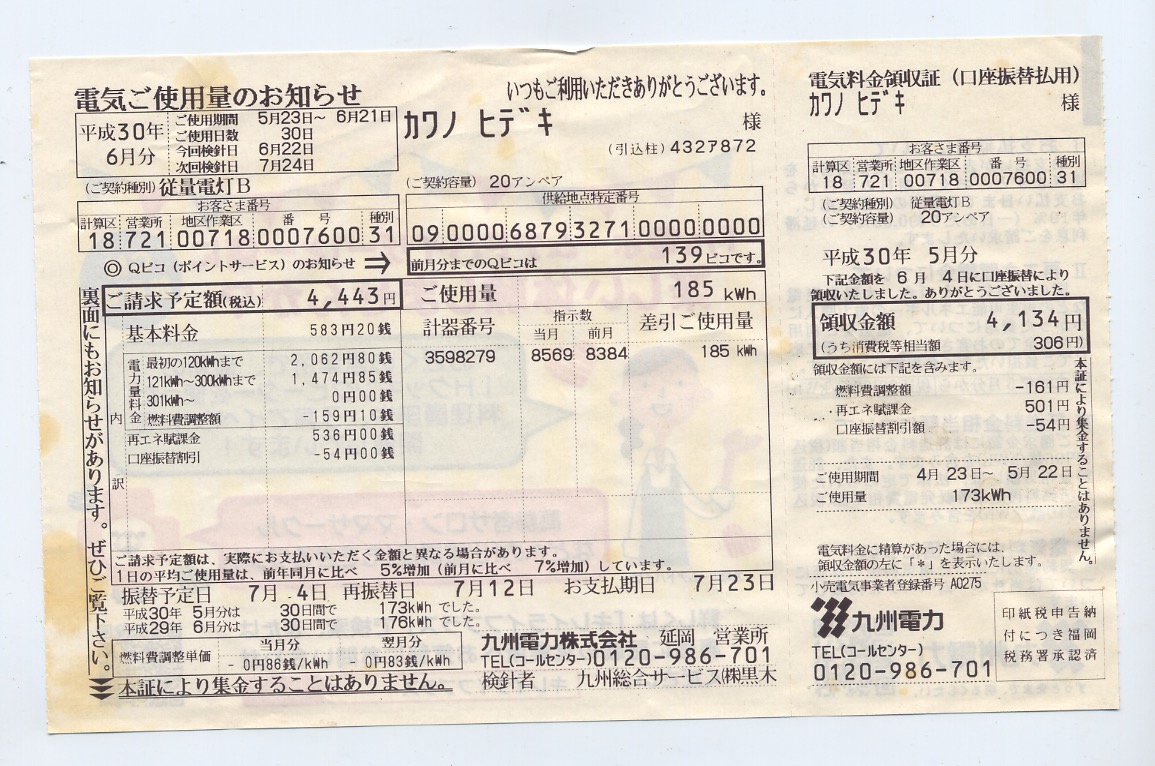 電気ご使用量のお知らせ
いつもご利用いただきありがとうございます。
平成30年
6月分
ご使用期間 5月23日～ 6月21日
ご使用日数 30日
今回検針日 6月22日
次回検針日 7月24日
カワノ ヒデキ 様
(引込柱) 432ｱ872
(ご契約種別) 従量電灯B
(ご契約容量) 20アンペア
お客さま番号
計算区 営業所 地区作業区 番 号 種別
18 721 00718 0007600 31
供給地点特定番号
09 0000 6879 3271 0000 0000
◎ Qピコ (ポイントサービス) のお知らせ ⇒
前月分までのQピコは 139ピコです。
ご請求予定額(税込) 4,443円
基本料金 583円20銭
電力量料金
最初の120kWhまで 2,062円80銭
121kWh～300kWhまで 1,474円85銭
301kWh～ 0円00銭
燃料費調整額 -159円10銭
再エネ賦課金 536円00銭
口座振替割引 -54円00銭
内訳
ご使用量 185 kWh
計器番号 指示数 差引ご使用量
当月 前月
3598279 8569 8384 185 kWh
ご請求予定額は、実際にお支払いいただく金額と異なる場合があります。
1日の平均ご使用量は、前年同月に比べ 5%増加 (前月に比べ 7%増加) しています。
振替予定日 7月 4日 再振替日 7月12日 お支払期日 7月23日
平成30年 5月分は 30日間で 173kWh でした。
平成29年 6月分は 30日間で 176kWh でした。
燃料費調整単価
当月分 翌月分
- 0円86銭/kWh - 0円83銭/kWh
九州電力株式会社 延岡 営業所
TEL(コールセンター) 0120-986-701
検針者 九州総合サービス㈱黒木
本証により集金することはありません。
裏面にもお知らせがあります。ぜひご覧下さい。
電気料金領収証 (口座振替払用)
カワノ ヒデキ 様
お客さま番号
計算区 営業所 地区作業区 番 号 種別
18 721 00718 0007600 31
(ご契約種別) 従量電灯B
(ご契約容量) 20アンペア
平成30年 5月分
下記金額を 6 月 4 日に口座振替により
領収いたしました。ありがとうございました。
領収金額 4,134円
(うち消費税等相当額 306円)
領収金額には下記を含みます。
燃料費調整額 -161円
再エネ賦課金 501円
口座振替割引額 -54円
ご使用期間 4月 23日～ 5月 22日
ご使用量 173kWh
本証により集金することはありません。
電気料金に精算があった場合には、
領収金額の左に「*」を表示いたします。
小売電気事業者登録番号 A0275
九州電力
TEL(コールセンター)
0120-986-701
印紙税申告納
付につき福岡
税務署承認済